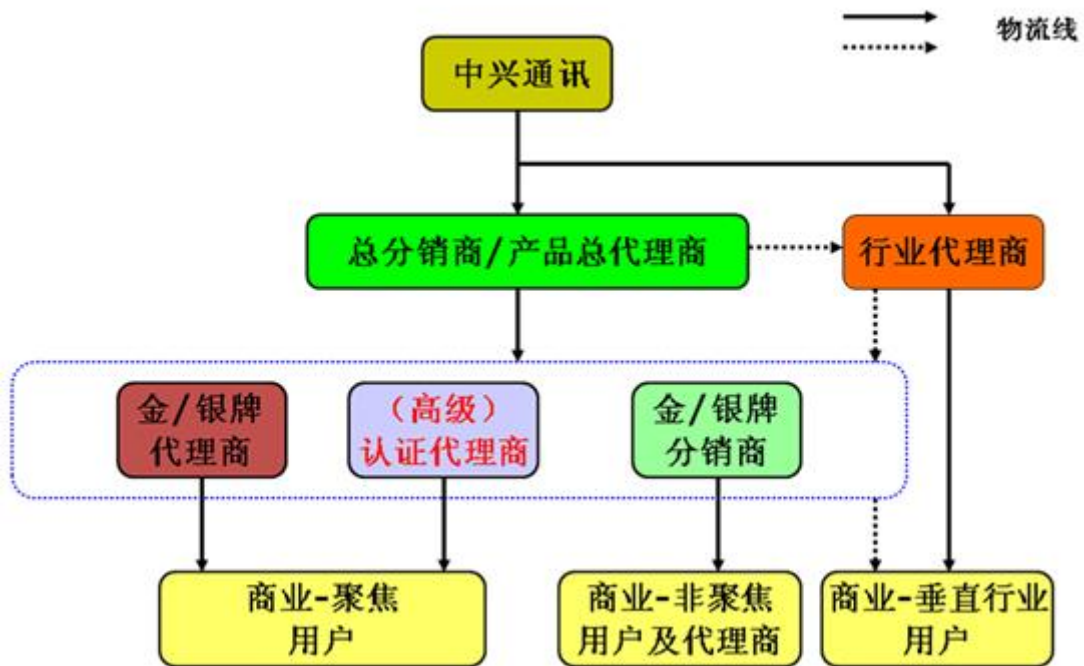 物流线
中兴通讯
总分销商/产品总代理商
行业代理商
金/银牌
代理商
（高级）
认证代理商
金/银牌
分销商
商业-聚焦
用户
商业-非聚焦
用户及代理商
商业-垂直行业
用户